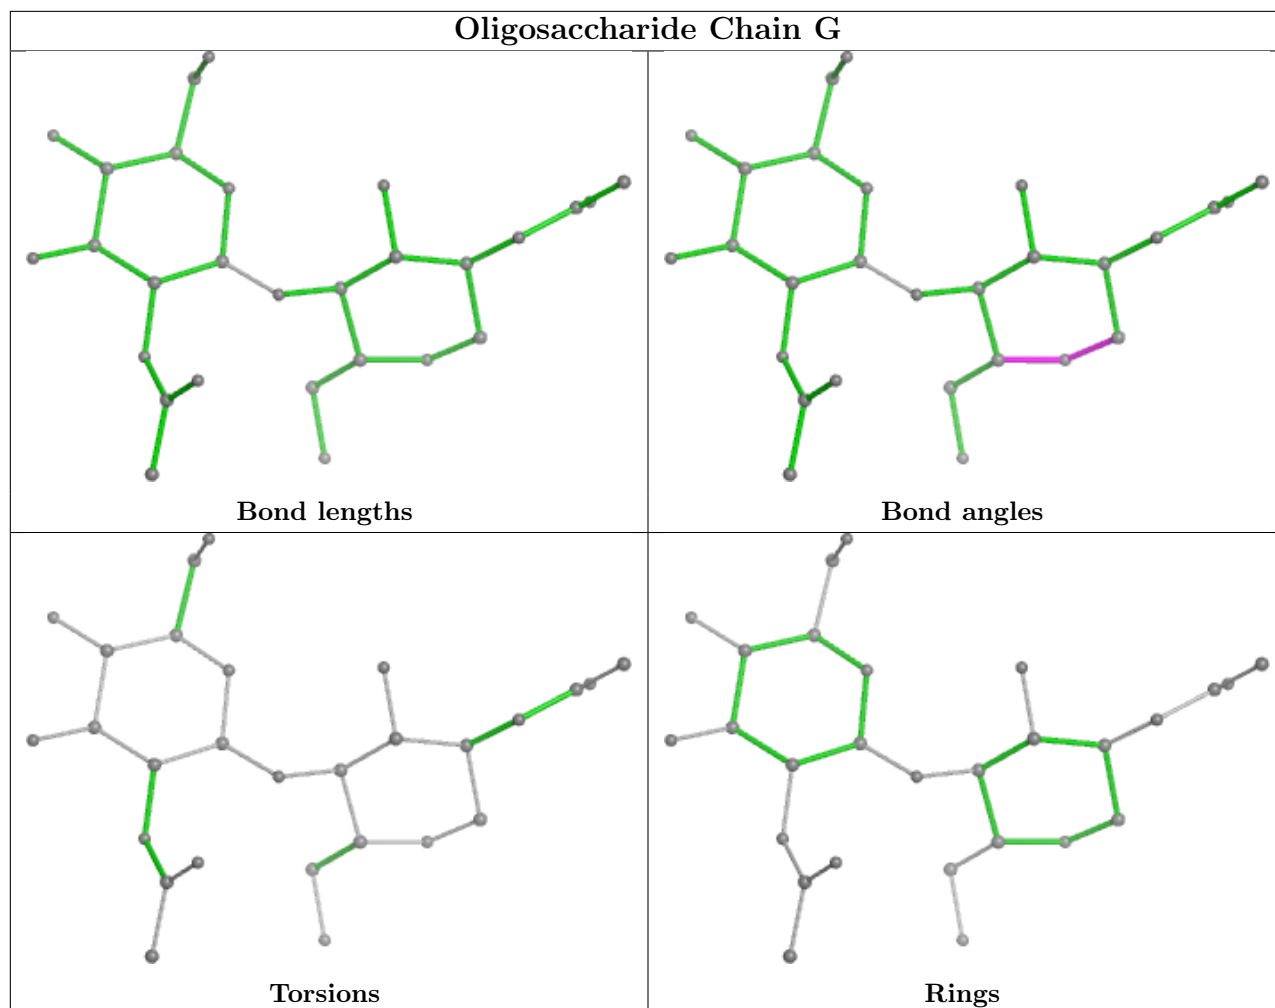 Oligosaccharide Chain G
Bond lengths
Bond angles
Torsions
Rings